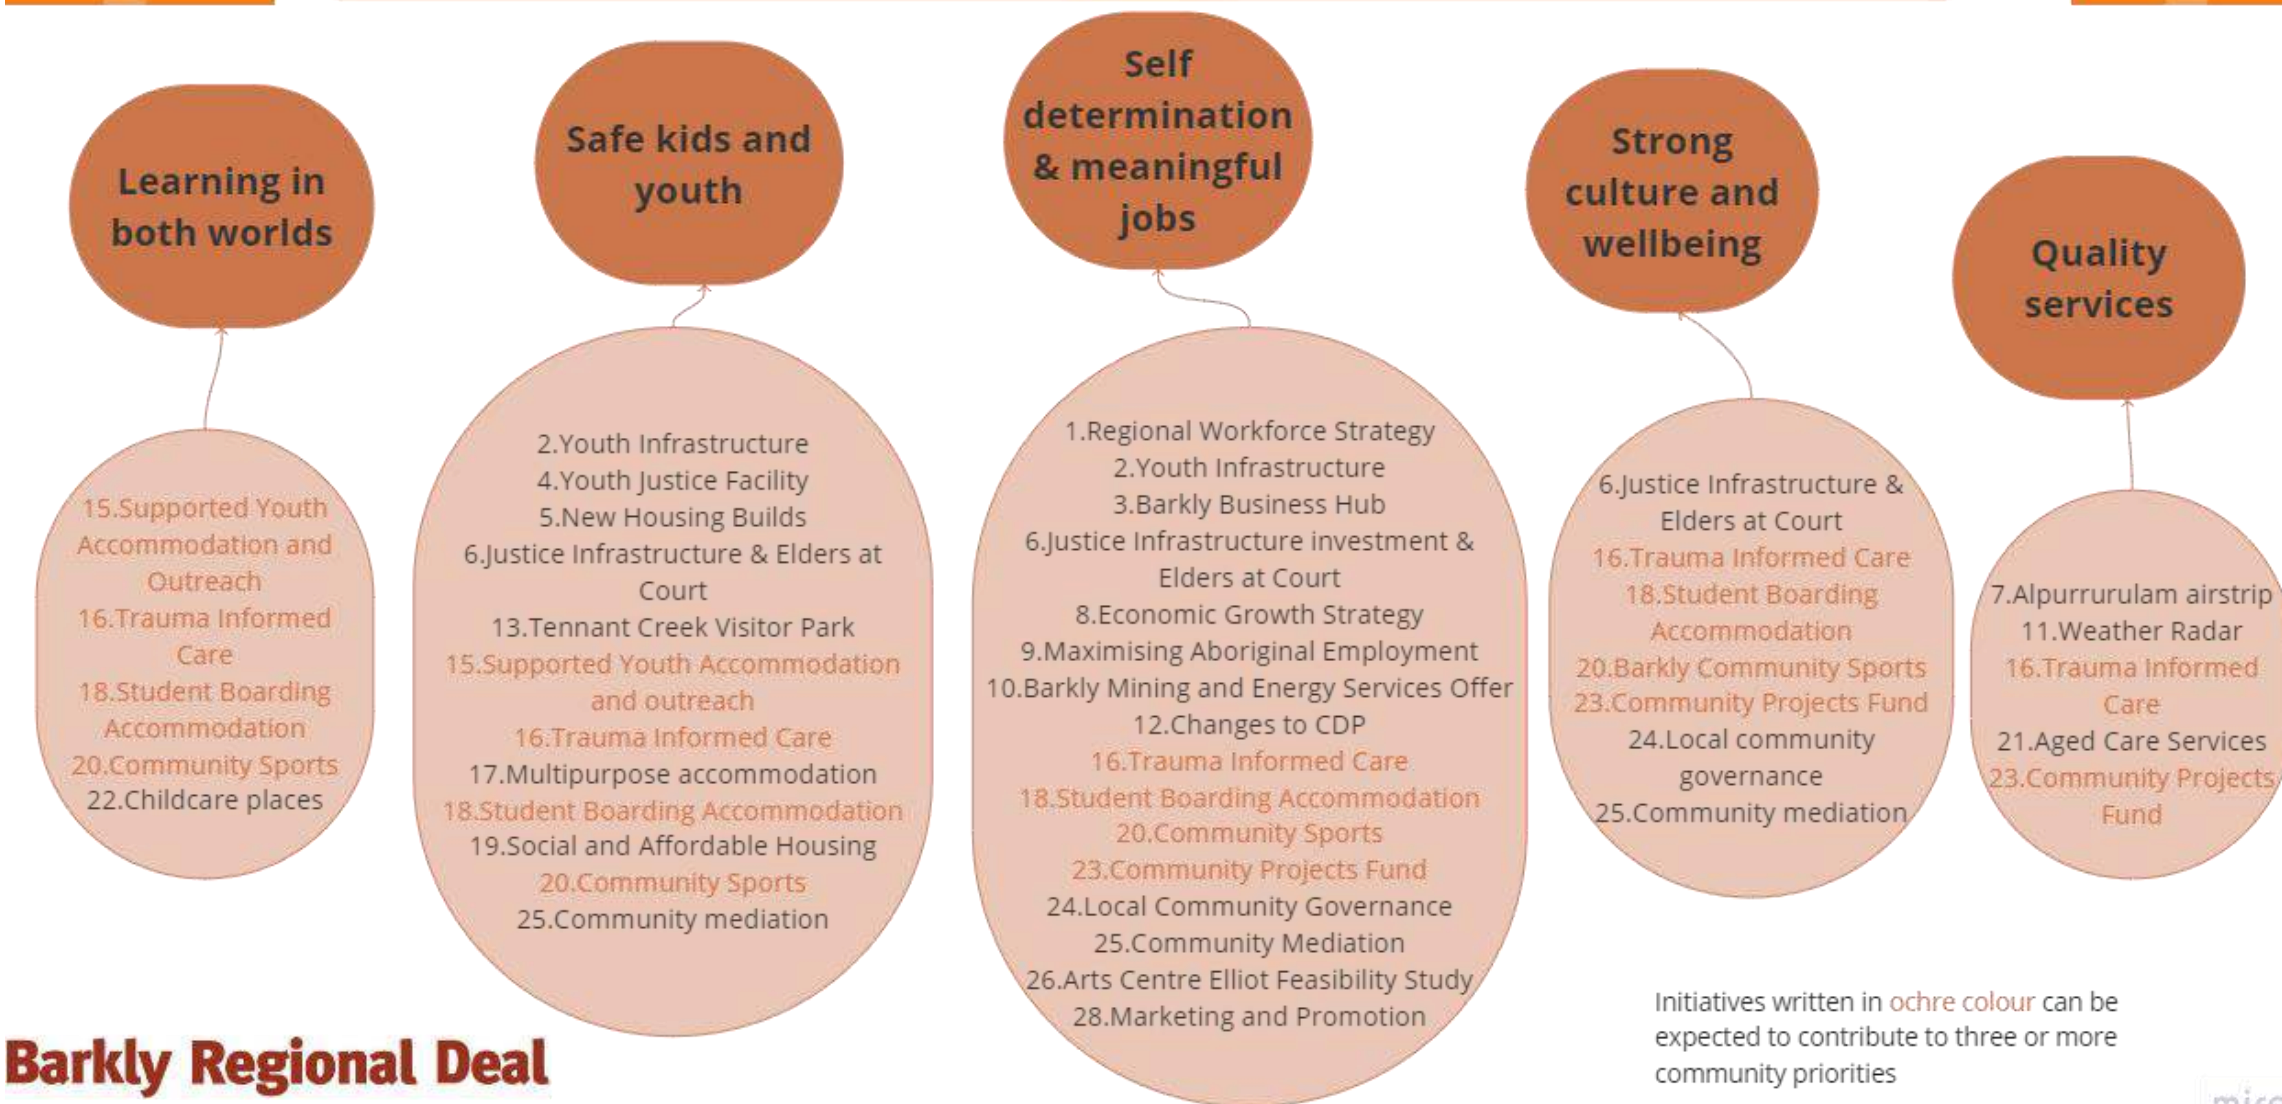 Learning in
both worlds
15.Supported Youth
Accommodation and
Outreach
16.Trauma Informed
Care
18.Student Boarding
Accommodation
20.Community Sports
22.Childcare places
Safe kids and
youth
2.Youth Infrastructure
4.Youth Justice Facility
5.New Housing Builds
6.Justice Infrastructure & Elders at
Court
13.Tennant Creek Visitor Park
15.Supported Youth Accommodation
and outreach
16.Trauma Informed Care
17.Multipurpose accommodation
18.Student Boarding Accommodation
19.Social and Affordable Housing
20.Community Sports
25.Community mediation
Self
determination
& meaningful
jobs
1.Regional Workforce Strategy
2.Youth Infrastructure
3.Barkly Business Hub
6.Justice Infrastructure investment &
Elders at Court
8.Economic Growth Strategy
9.Maximising Aboriginal Employment
10.Barkly Mining and Energy Services Offer
12.Changes to CDP
16.Trauma Informed Care
18.Student Boarding Accommodation
20.Community Sports
23.Community Projects Fund
24.Local Community Governance
25.Community Mediation
26.Arts Centre Elliot Feasibility Study
28.Marketing and Promotion
Strong
culture and
wellbeing
6.Justice Infrastructure &
Elders at Court
16.Trauma Informed Care
18.Student Boarding
Accommodation
20.Barkly Community Sports
23.Community Projects Fund
24.Local community
governance
25.Community mediation
Quality
services
7.Alpurrurulam airstrip
11.Weather Radar
16.Trauma Informed
Care
21.Aged Care Services
23.Community Projects
Fund
Initiatives written in ochre colour can be
expected to contribute to three or more
community priorities
Barkly Regional Deal